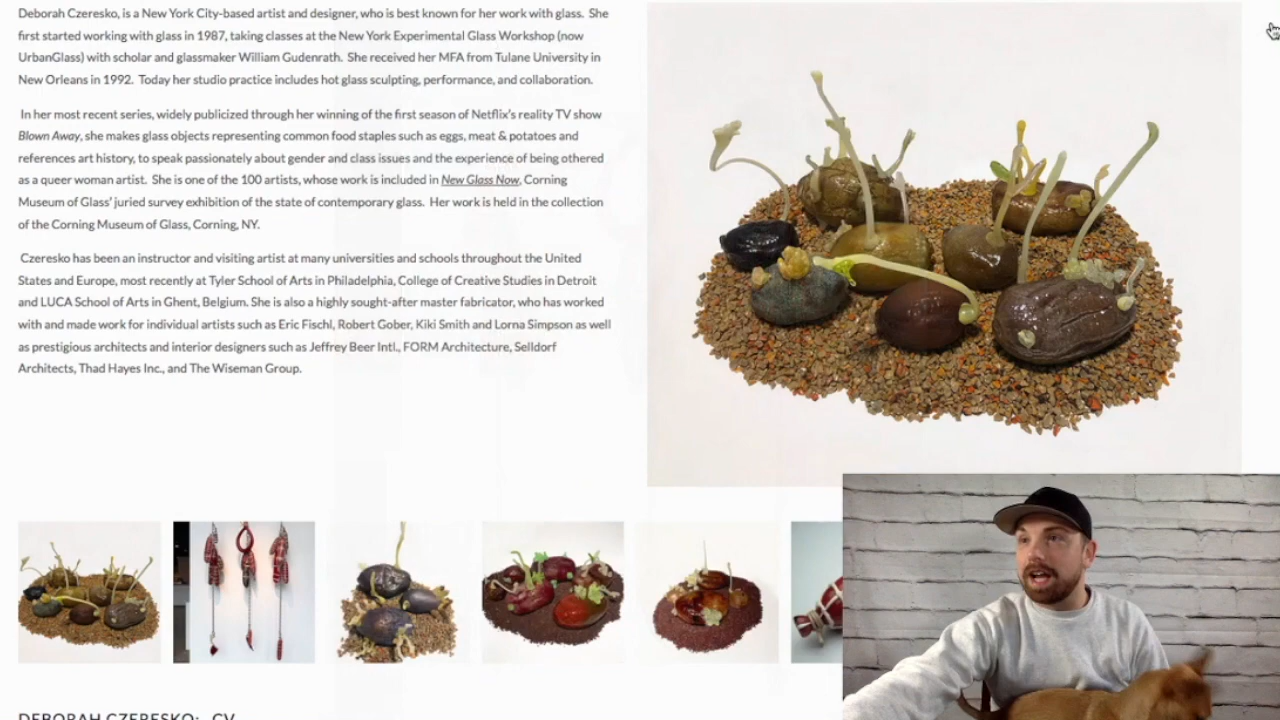 Deborah Czeresko, is a New York City-based artist and designer, who is best known for her work with glass. She
first started working with glass in 1987, taking classes at the New York Experimental Glass Workshop (now
UrbanGlass) with scholar and glassmaker William Gudenrath. She received her MFA from Tulane University in
New Orleans in 1992. Today her studio practice includes hot glass sculpting, performance, and collaboration.
In her most recent series, widely publicized through her winning of the first season of Netflix's reality TV show
Blown Away, she makes glass objects representing common food staples such as eggs, meat & potatoes and
references art history, to speak passionately about gender and class issues and the experience of being othered
as a queer woman artist. She is one of the 100 artists, whose work is included in New Glass Now, Corning
Museum of Glass' juried survey exhibition of the state of contemporary glass. Her work is held in the collection
of the Corning Museum of Glass, Corning, NY.
Czeresko has been an instructor and visiting artist at many universities and schools throughout the United
States and Europe, most recently at Tyler School of Arts in Philadelphia, College of Creative Studies in Detroit
and LUCA School of Arts in Ghent, Belgium. She is also a highly sought-after master fabricator, who has worked
with and made work for individual artists such as Eric Fischl, Robert Gober, Kiki Smith and Lorna Simpson as well
as prestigious architects and interior designers such as Jeffrey Beer Intl., FORM Architecture, Selldorf
Architects, Thad Hayes Inc., and The Wiseman Group.
DEBORAH CZERESKO: CV